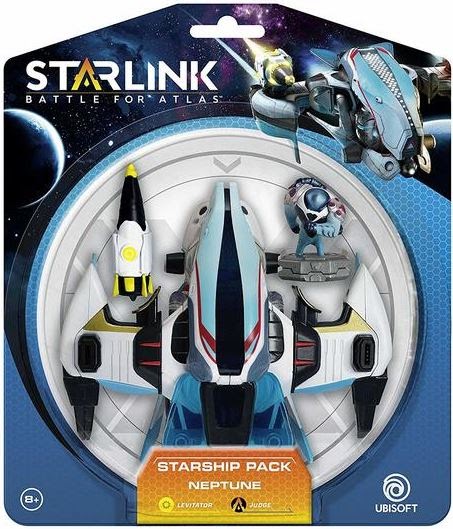 STARLINK
BATTLE FOR ATLAS
STARSHIP PACK
NEPTUNE
LEVITATOR JUDGE
8+
UBISOFT